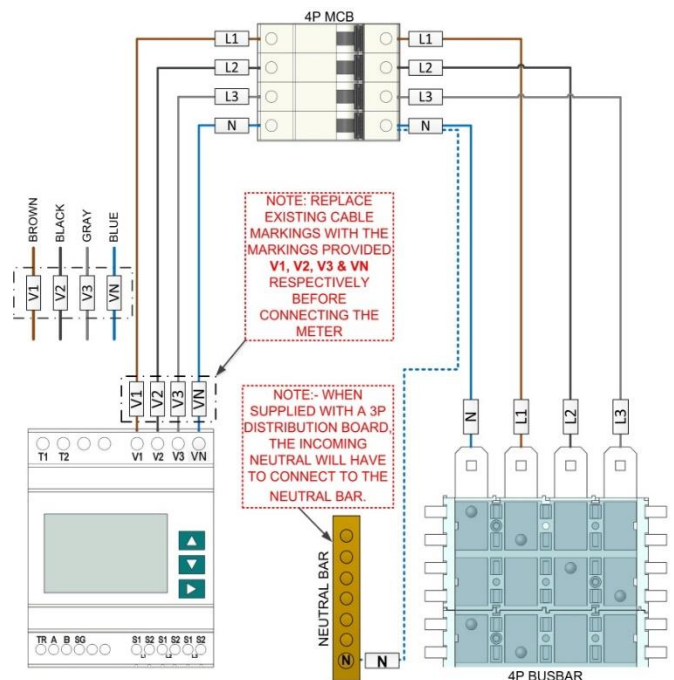 4P MCB
L1
L1
L2
L2
L3
L3
N
N
BROWN
BLACK
GRAY
BLUE
V1
V2
V3
VN
NOTE: REPLACE
EXISTING CABLE
MARKINGS WITH THE
MARKINGS PROVIDED
V1, V2, V3 & VN
RESPECTIVELY
BEFORE
CONNECTING THE
METER
V1
V2
V3
VN
NOTE:- WHEN
SUPPLIED WITH A 3P
DISTRIBUTION BOARD,
THE INCOMING
NEUTRAL WILL HAVE
TO CONNECT TO THE
NEUTRAL BAR.
N
L1
L2
L3
T1 T2 V1 V2 V3 VN
NEUTRAL BAR
TR A B SG S1 S2 S1 S2 S1 S2
N
N
4P BUSBAR